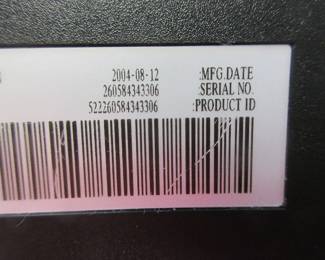 2004-08-12 :MFG.DATE
260584343306 :SERIAL NO.
522260584343306 :PRODUCT ID